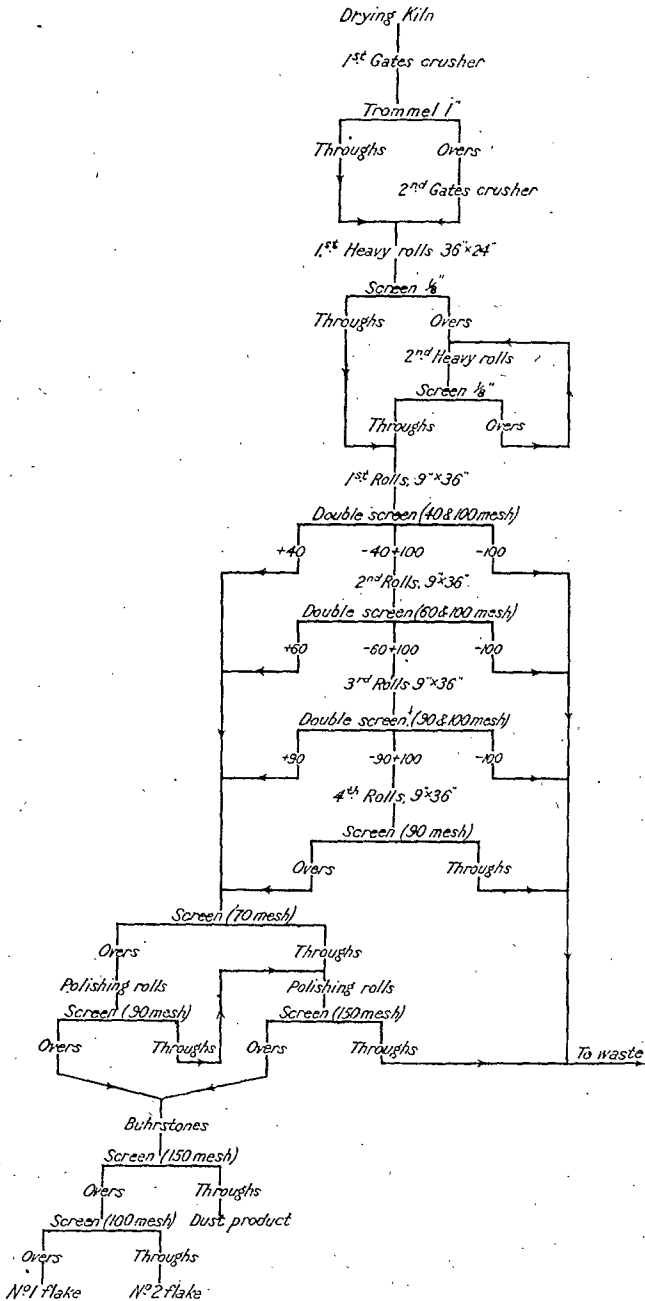 Drying Kiln
1st Gates crusher
Trommel 1"
Throughs Overs
2nd Gates crusher
1st Heavy rolls 36"×24"
Screen 1/8"
Throughs Overs
2nd Heavy rolls
Screen 1/8"
Throughs Overs
1st Rolls, 9"×36"
Double screen (40 & 100 mesh)
+40 -40+100 -100
2nd Rolls, 9"×36"
Double screen (60 & 100 mesh)
+60 -60+100 -100
3rd Rolls 9"×36"
Double screen (90 & 100 mesh)
+90 -90+100 -100
4th Rolls, 9"×36"
Screen (90 mesh)
Overs Throughs
Screen (70 mesh)
Overs Throughs
Polishing rolls Polishing rolls
Screen (90 mesh) Screen (150 mesh)
Overs Throughs Overs Throughs To waste
Buhrstones
Screen (150 mesh)
Overs Throughs
Screen (100 mesh) Dust product
Overs Throughs
No 1 flake No 2 flake